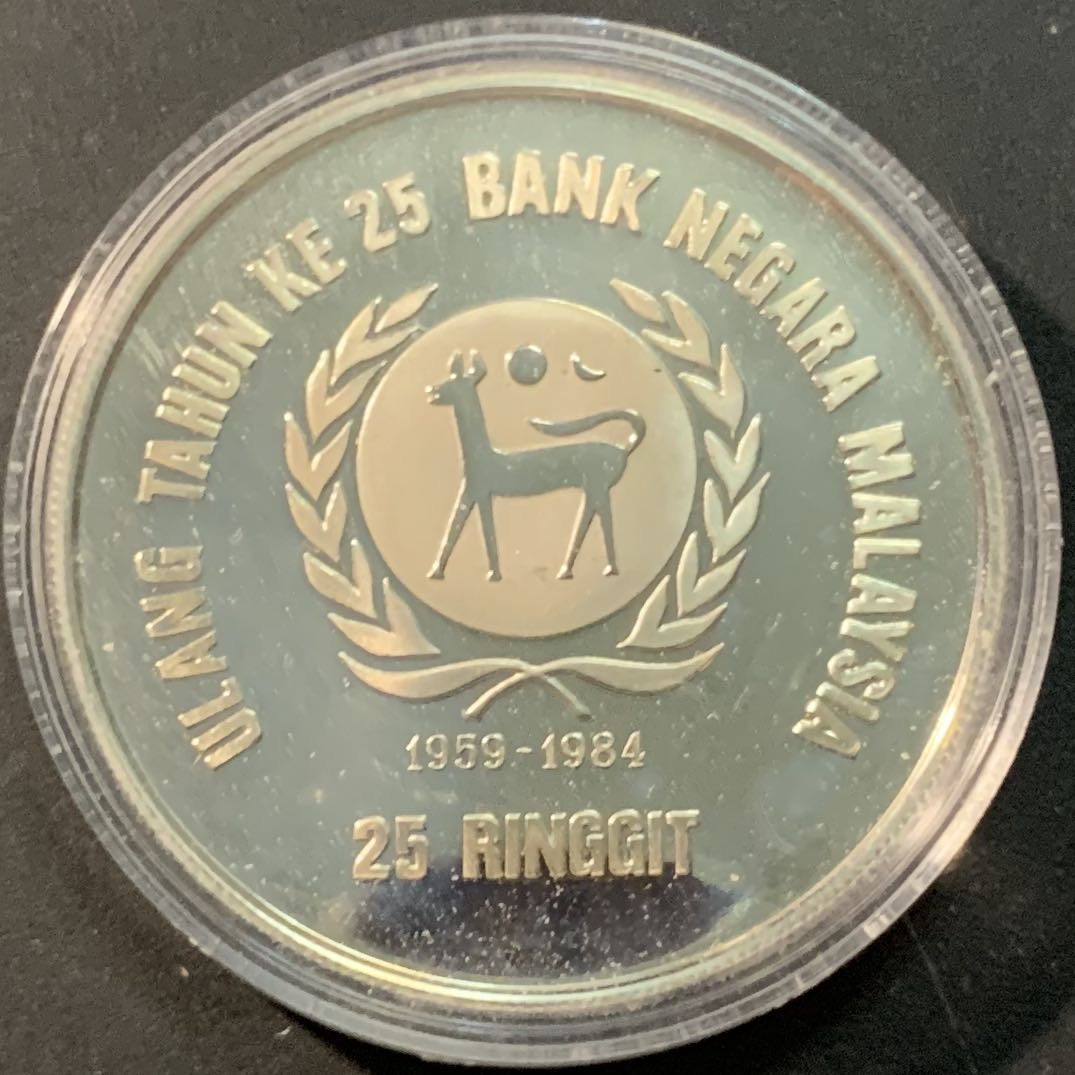 ULANG TAHUN KE 25 BANK NEGARA MALAYSIA
1959-1984
25 RINGGIT